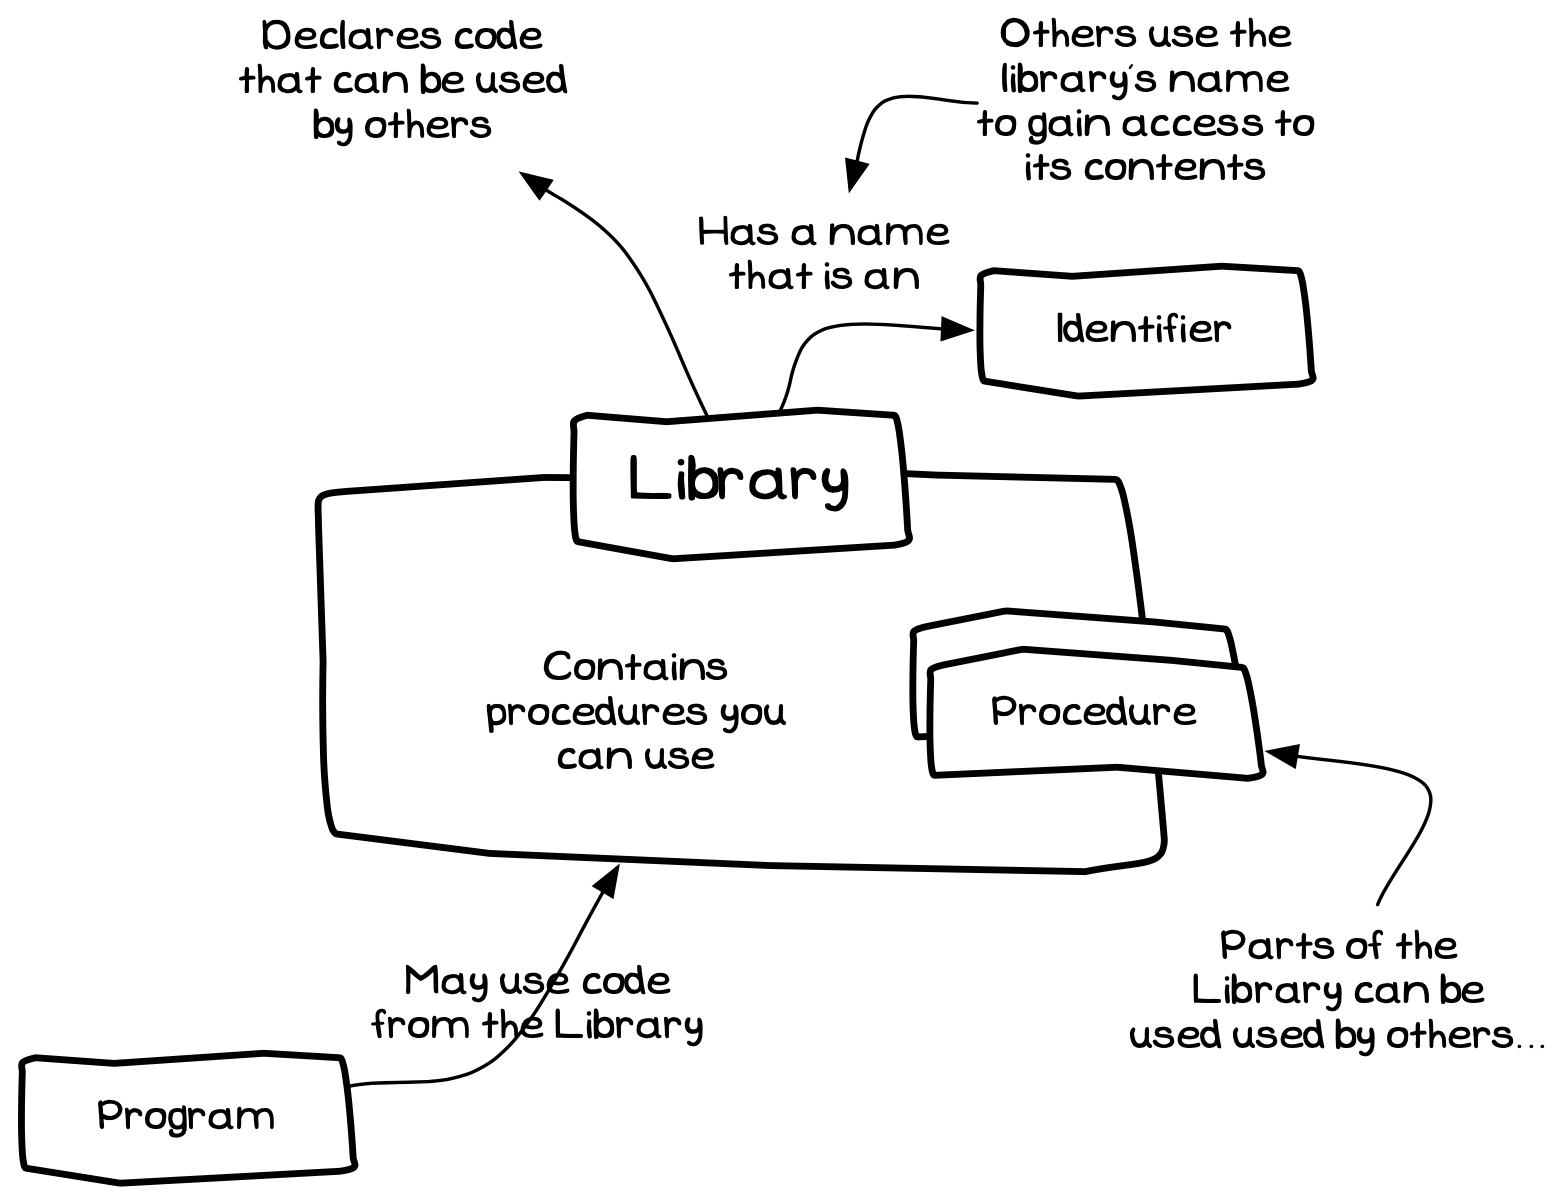 Declares code
that can be used
by others
Others use the
library's name
to gain access to
its contents
Has a name
that is an
Identifier
Library
Contains
procedures you
can use
Procedure
Parts of the
Library can be
used used by others...
May use code
from the Library
Program